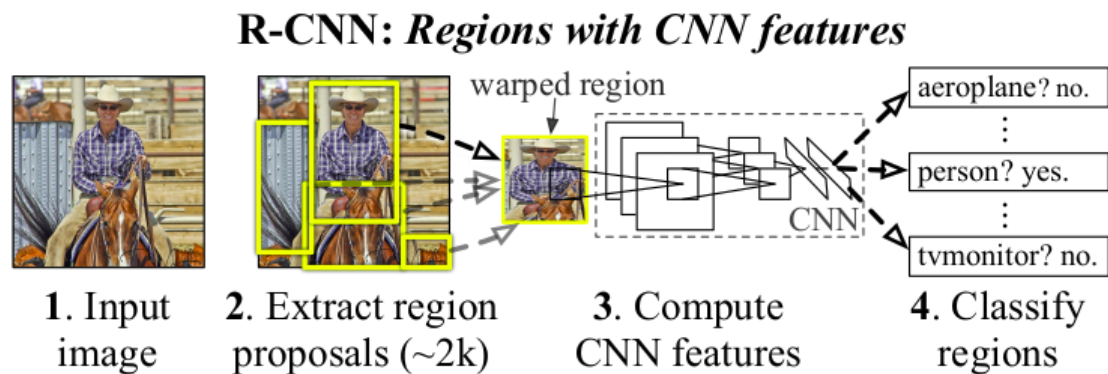 R-CNN: Regions with CNN features
warped region
CNN
aeroplane? no.
person? yes.
tvmonitor? no.
1. Input
image
2. Extract region
proposals (~2k)
3. Compute
CNN features
4. Classify
regions